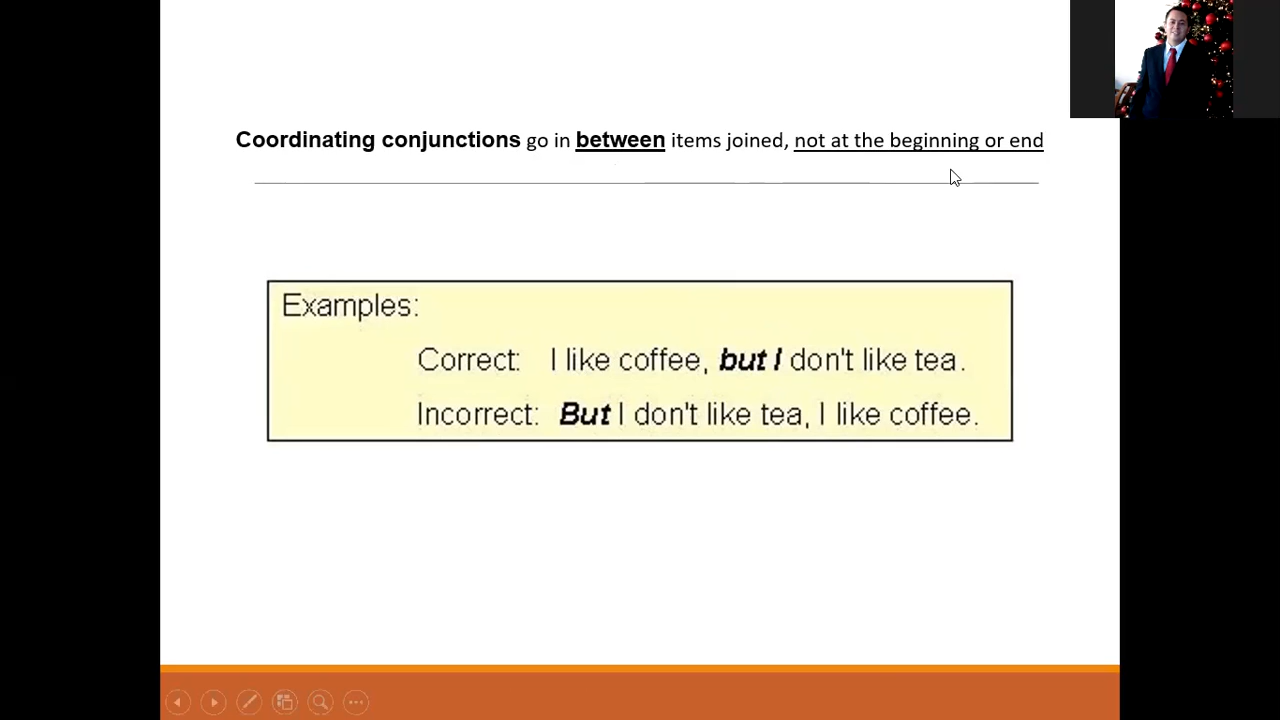 Coordinating conjunctions go in between items joined, not at the beginning or end
Examples:
Correct: I like coffee, but I don't like tea.
Incorrect: But I don't like tea, I like coffee.